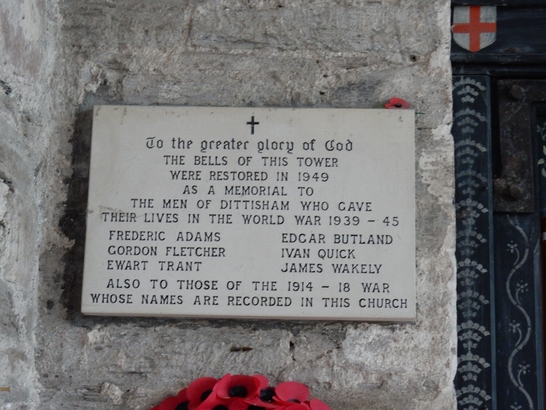 To the greater glory of God
THE BELLS OF THIS TOWER
WERE RESTORED IN 1949
AS A MEMORIAL TO
THE MEN OF DITTISHAM WHO GAVE
THEIR LIVES IN THE WORLD WAR 1939 - 45
FREDERIC ADAMS EDGAR BUTLAND
GORDON FLETCHER IVAN QUICK
EWART TRANT JAMES WAKELY
ALSO TO THOSE OF THE 1914 - 18 WAR
WHOSE NAMES ARE RECORDED IN THIS CHURCH